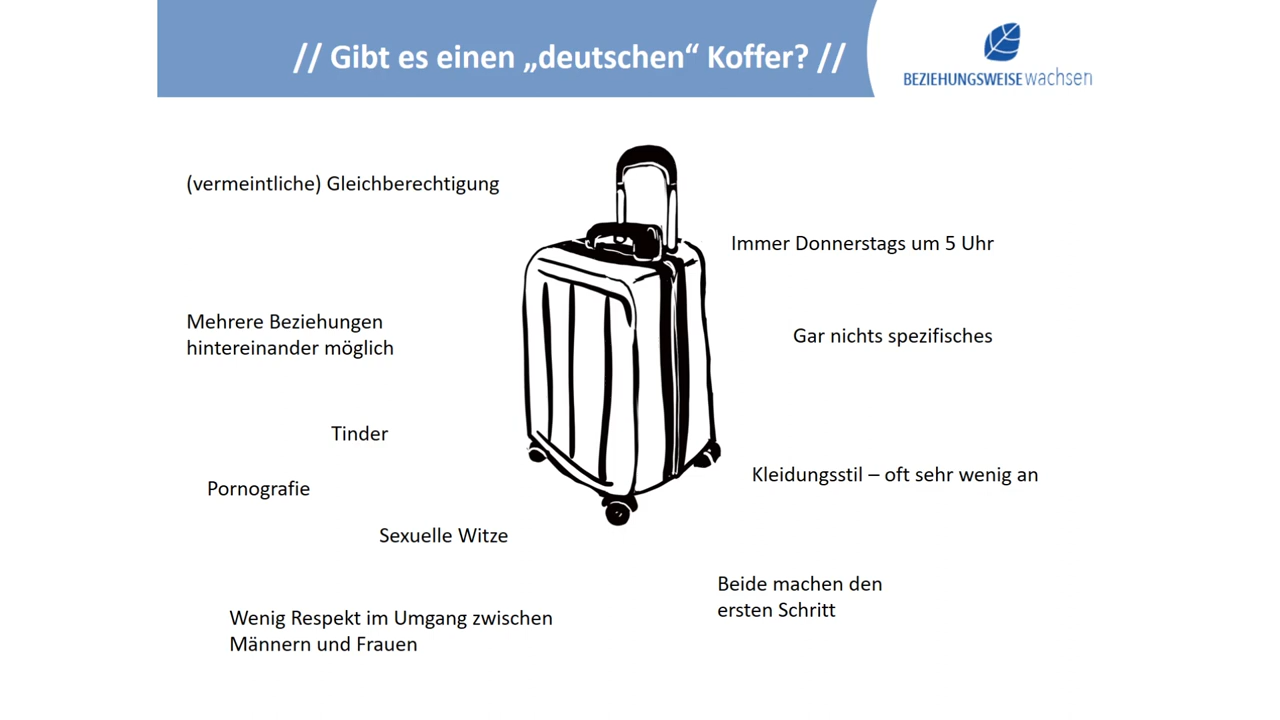 // Gibt es einen „deutschen“ Koffer? //
BEZIEHUNGSWEISE wachsen
(vermeintliche) Gleichberechtigung
Immer Donnerstags um 5 Uhr
Mehrere Beziehungen
hintereinander möglich
Gar nichts spezifisches
Tinder
Kleidungsstil – oft sehr wenig an
Pornografie
Sexuelle Witze
Beide machen den
ersten Schritt
Wenig Respekt im Umgang zwischen
Männern und Frauen